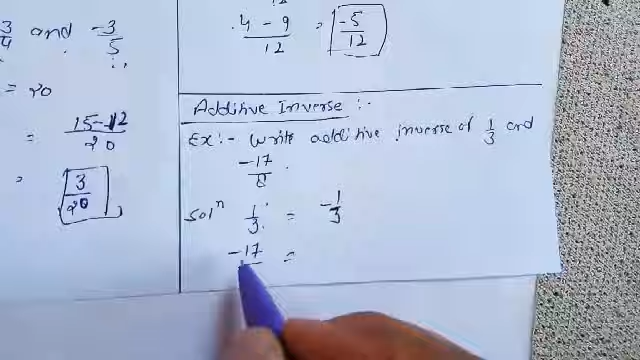 3/4 and -3/5
= 20
= 15-12/20
= 3/20
12
4-9/12 = -5/12
Additive Inverse :-
Ex:- Write additive inverse of 1/3 and
-17/8 .
Solⁿ 1/3 = -1/3
-17 =